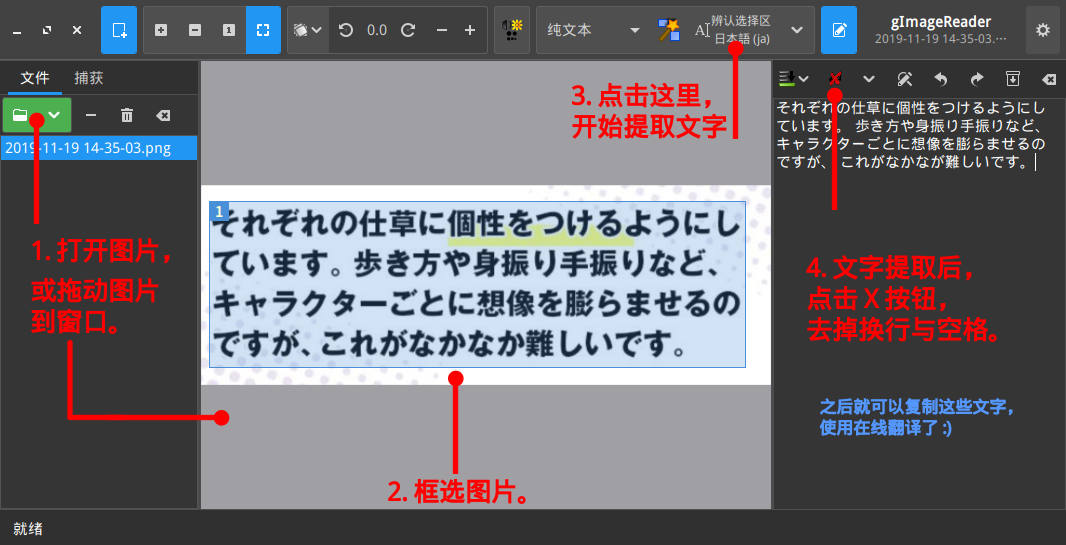 0.0
纯文本
辨认选择区
日本語 (ja)
gImageReader
2019-11-19 14-35-03.…
文件 捕获
2019-11-19 14-35-03.png
1. 打开图片，
或拖动图片
到窗口。
3. 点击这里，
开始提取文字
1
それぞれの仕草に個性をつけるようにし
ています。歩き方や身振り手振りなど、
キャラクターごとに想像を膨らませるの
ですが、これがなかなか難しいです。
2. 框选图片。
それぞれの仕草に個性をつけるようにし
ています。 歩き方や身振り手振りなど、
キャラクターごとに想像を膨らませるの
ですが、 これがなかなが難しいです。
4. 文字提取后，
点击 X 按钮，
去掉换行与空格。
之后就可以复制这些文字，
使用在线翻译了 :)
就绪